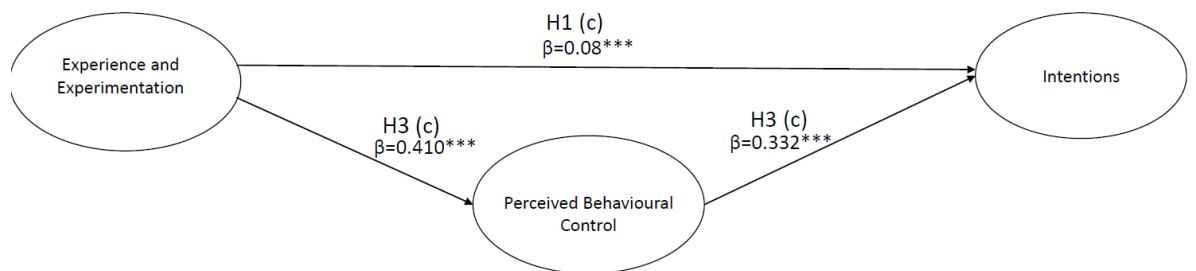 H1 (c)
β=0.08***
Experience and
Experimentation
Intentions
H3 (c)
β=0.410***
H3 (c)
β=0.332***
Perceived Behavioural
Control